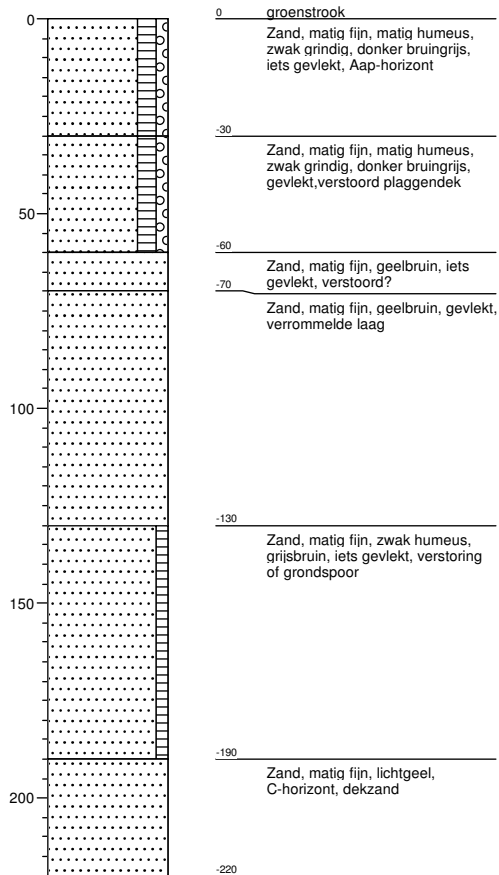 0
groenstrook
0
Zand, matig fijn, matig humeus,
zwak grindig, donker bruingrijs,
iets gevlekt, Aap-horizont
-30
Zand, matig fijn, matig humeus,
zwak grindig, donker bruingrijs,
gevlekt,verstoord plaggendek
50
-60
Zand, matig fijn, geelbruin, iets
gevlekt, verstoord?
-70
Zand, matig fijn, geelbruin, gevlekt,
verrommelde laag
100
-130
Zand, matig fijn, zwak humeus,
grijsbruin, iets gevlekt, verstoring
of grondspoor
150
-190
Zand, matig fijn, lichtgeel,
C-horizont, dekzand
200
-220